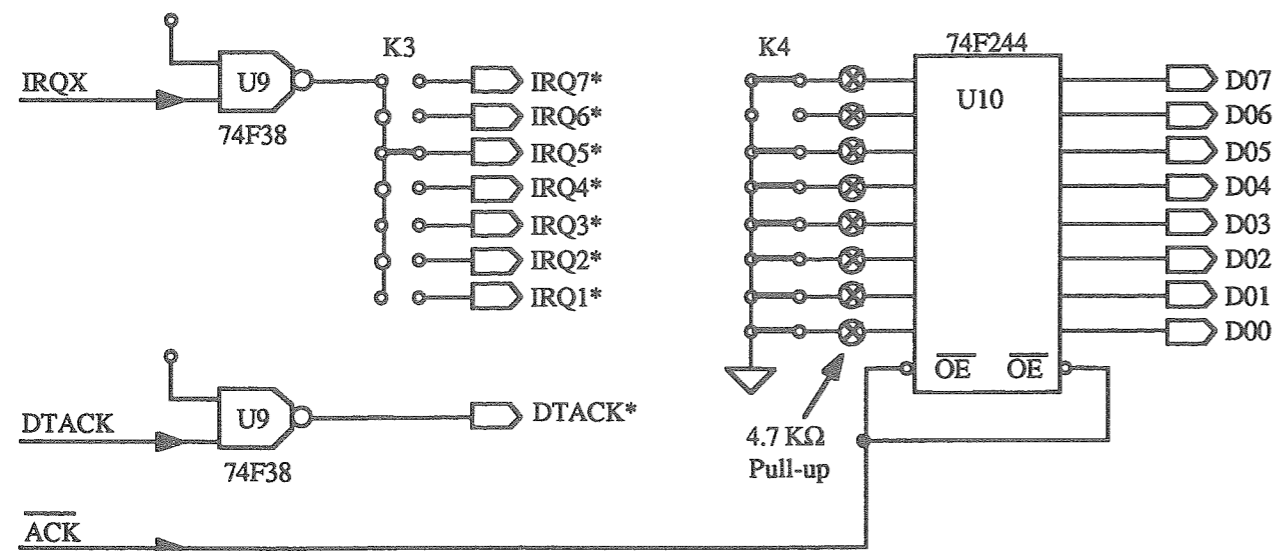 K3
K4
74F244
IRQX
U9
74F38
IRQ7*
IRQ6*
IRQ5*
IRQ4*
IRQ3*
IRQ2*
IRQ1*
U10
D07
D06
D05
D04
D03
D02
D01
D00
OE OE
DTACK
U9
74F38
DTACK*
4.7 KΩ
Pull-up
ACK